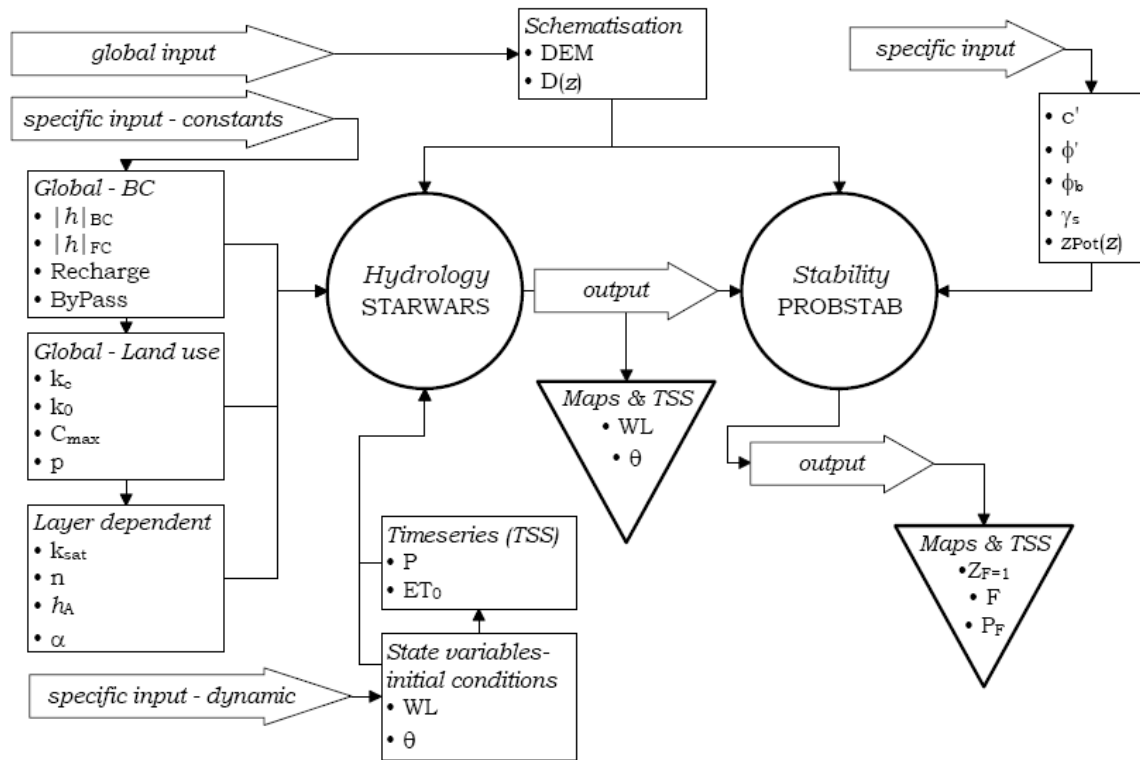 global input
Schematisation
• DEM
• D(z)
specific input
• c'
• ϕ'
• ϕb
• γs
• ZPot(z)
specific input - constants
Global - BC
• |h|BC
• |h|FC
• Recharge
• ByPass
Global - Land use
• kc
• k0
• Cmax
• p
Layer dependent
• ksat
• n
• hA
• α
Hydrology
STARWARS
output
Stability
PROBSTAB
Maps & TSS
• WL
• θ
output
Maps & TSS
• ZF=1
• F
• PF
Timeseries (TSS)
• P
• ET0
State variables-
initial conditions
• WL
• θ
specific input - dynamic